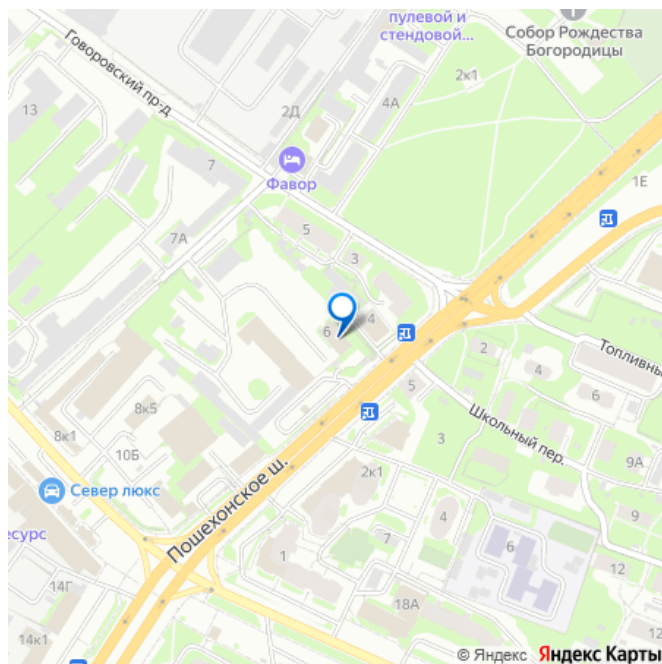 пулевой и
стендовой...
Собор Рождества
Богородицы
Говоровский пр-д
2к1
4А
2Д
13
7
Фавор
1Е
5
7А
3
4
6
2
Топливны
4
5
6
8к5
Школьный пер.
3
8к1
10Б
9А
Пошехонское ш.
2к1
Север люкс
есурс
4
9
7
6
1
12
14Г
18А
14к1
12
© Яндекс Яндекс Карты